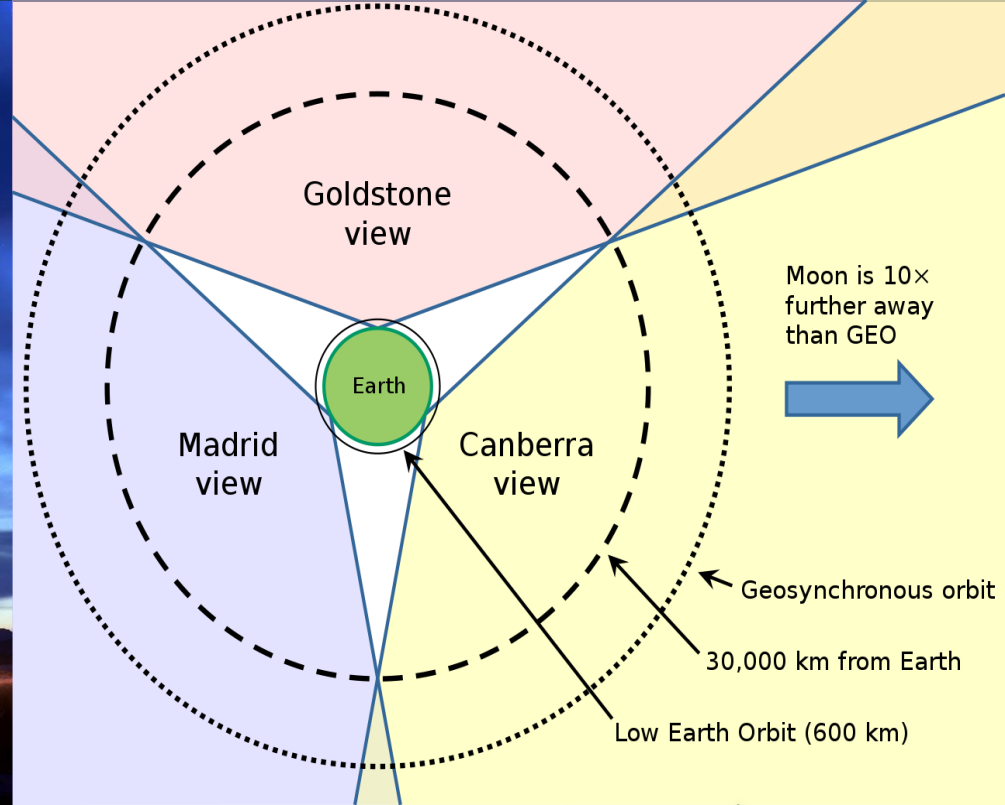 Goldstone
view
Moon is 10×
further away
than GEO
Earth
Madrid
view
Canberra
view
Geosynchronous orbit
30,000 km from Earth
Low Earth Orbit (600 km)